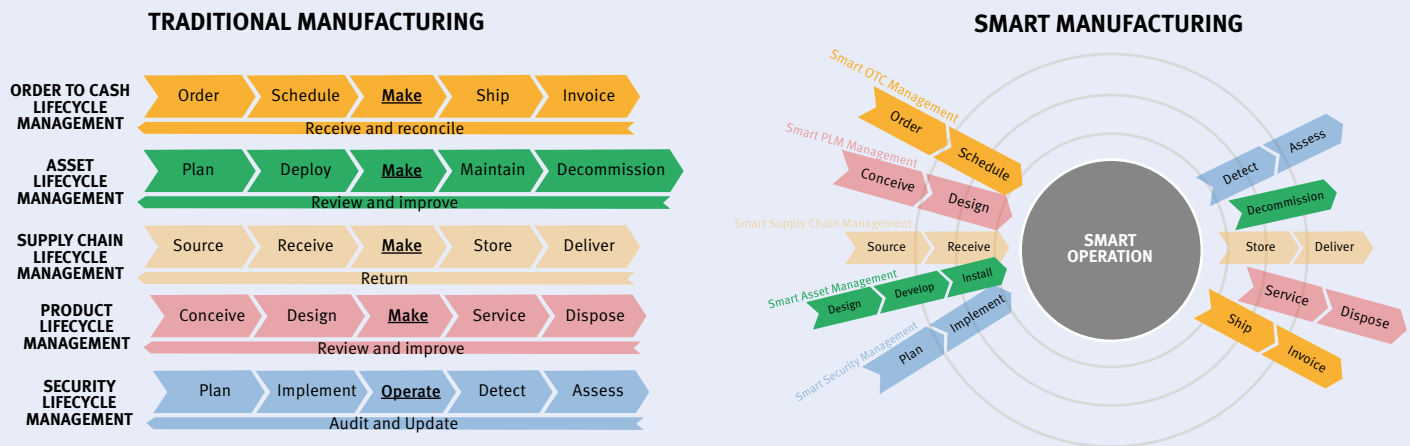 TRADITIONAL MANUFACTURING
ORDER TO CASH
LIFECYCLE
MANAGEMENT
Order Schedule Make Ship Invoice
Receive and reconcile
ASSET
LIFECYCLE
MANAGEMENT
Plan Deploy Make Maintain Decommission
Review and improve
SUPPLY CHAIN
LIFECYCLE
MANAGEMENT
Source Receive Make Store Deliver
Return
PRODUCT
LIFECYCLE
MANAGEMENT
Conceive Design Make Service Dispose
Review and improve
SECURITY
LIFECYCLE
MANAGEMENT
Plan Implement Operate Detect Assess
Audit and Update
SMART MANUFACTURING
Smart OTC Management
Order Schedule
Smart PLM Management
Conceive Design
Smart Supply Chain Management
Source Receive
Smart Asset Management
Design Develop Install
Smart Security Management
Plan Implement
SMART
OPERATION
Detect Assess
Decommission
Store Deliver
Service Dispose
Ship Invoice